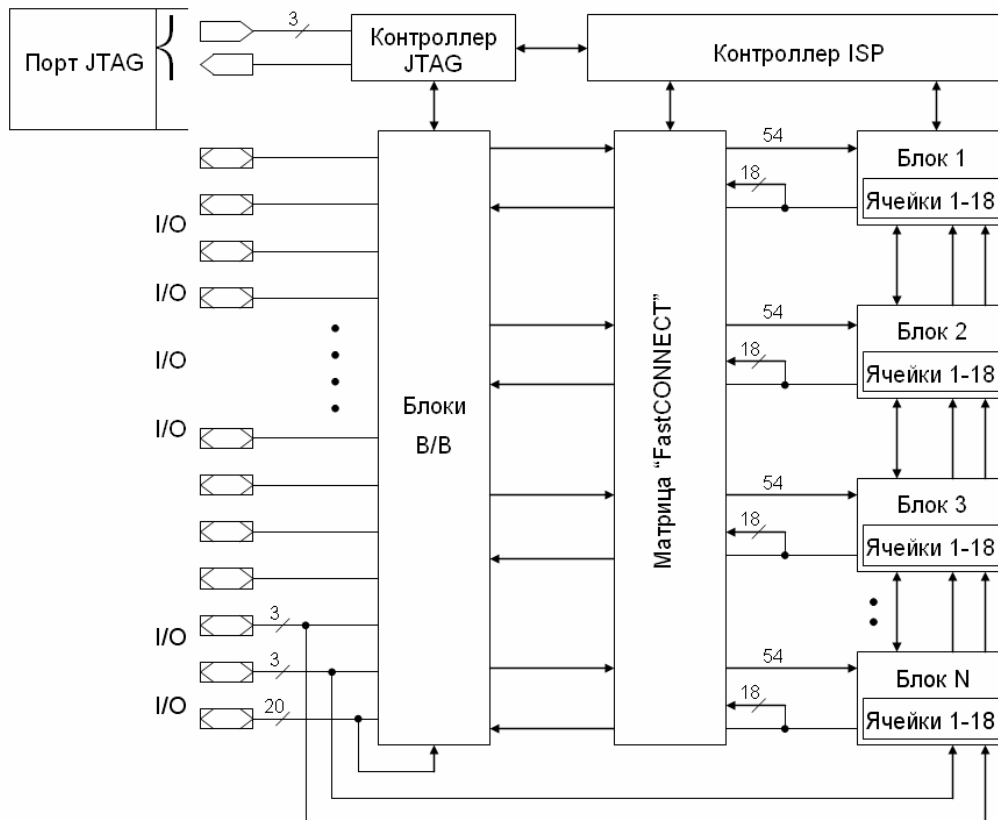 Порт JTAG
3
Контроллер
JTAG
Контроллер ISP
I/O
I/O
I/O
I/O
I/O
I/O
3
3
20
Блоки
В/В
Матрица "FastCONNECT"
54
18
Блок 1
Ячейки 1-18
54
18
Блок 2
Ячейки 1-18
54
18
Блок 3
Ячейки 1-18
54
18
Блок N
Ячейки 1-18